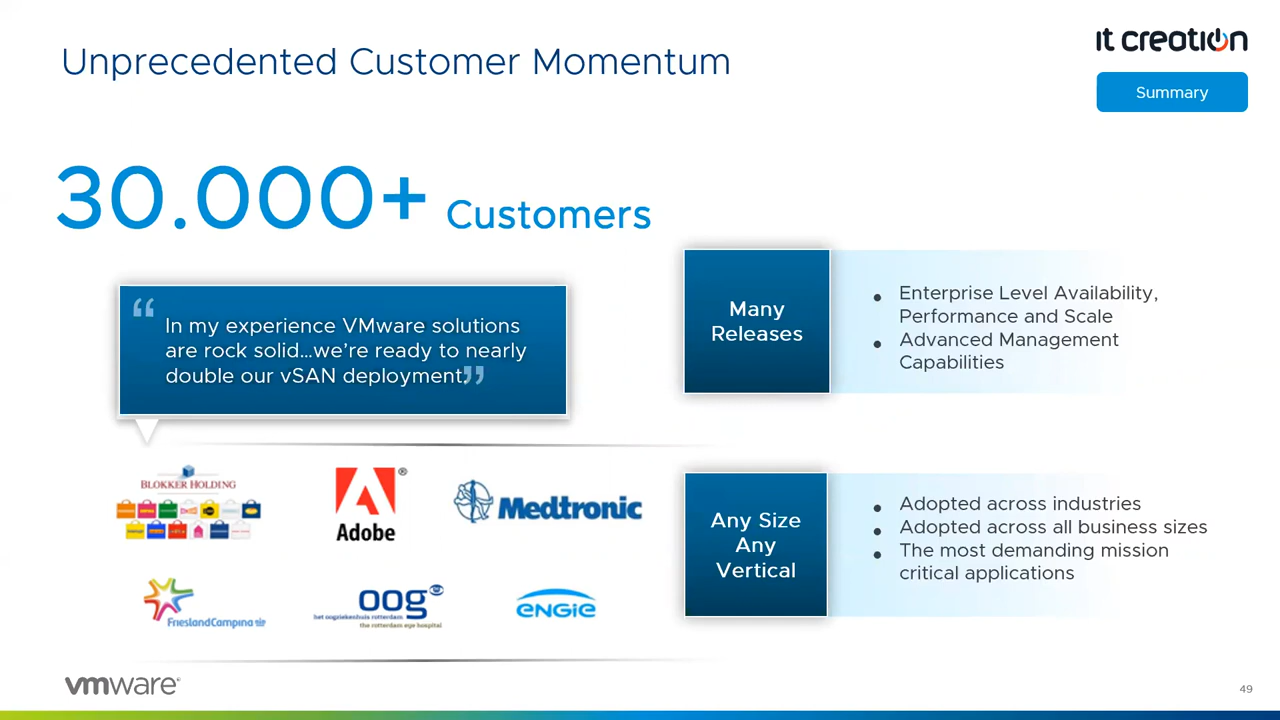 Unprecedented Customer Momentum
it creation
Summary
30.000+ Customers
“ In my experience VMware solutions
are rock solid...we're ready to nearly
double our vSAN deployment. ”
Many
Releases
• Enterprise Level Availability,
Performance and Scale
• Advanced Management
Capabilities
BLOKKER HOLDING
Adobe®
Medtronic
FrieslandCampina
oog
het oogziekenhuis rotterdam
the rotterdam eye hospital
ENGIE
Any Size
Any
Vertical
• Adopted across industries
• Adopted across all business sizes
• The most demanding mission
critical applications
vmware®
49